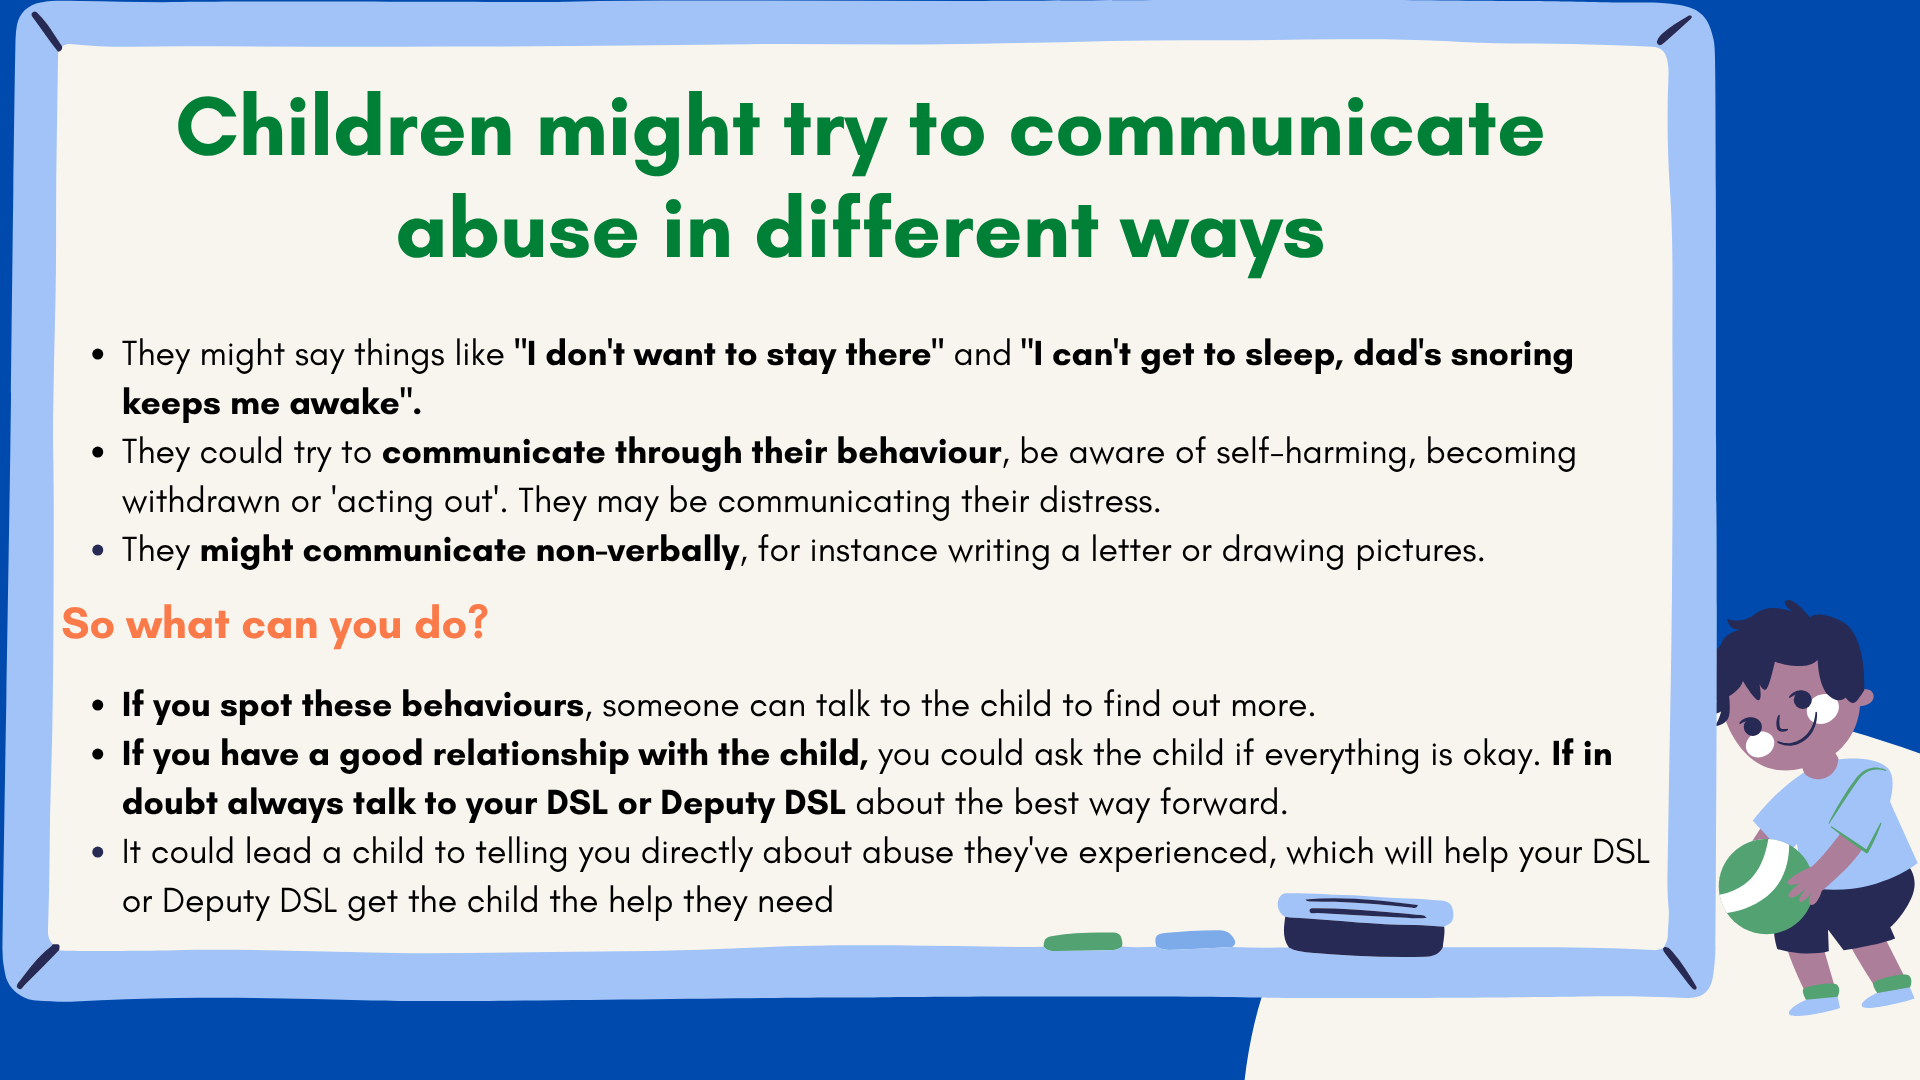 Children might try to communicate
abuse in different ways
• They might say things like "I don't want to stay there" and "I can't get to sleep, dad's snoring
keeps me awake".
• They could try to communicate through their behaviour, be aware of self-harming, becoming
withdrawn or 'acting out'. They may be communicating their distress.
• They might communicate non-verbally, for instance writing a letter or drawing pictures.
So what can you do?
• If you spot these behaviours, someone can talk to the child to find out more.
• If you have a good relationship with the child, you could ask the child if everything is okay. If in
doubt always talk to your DSL or Deputy DSL about the best way forward.
• It could lead a child to telling you directly about abuse they've experienced, which will help your DSL
or Deputy DSL get the child the help they need